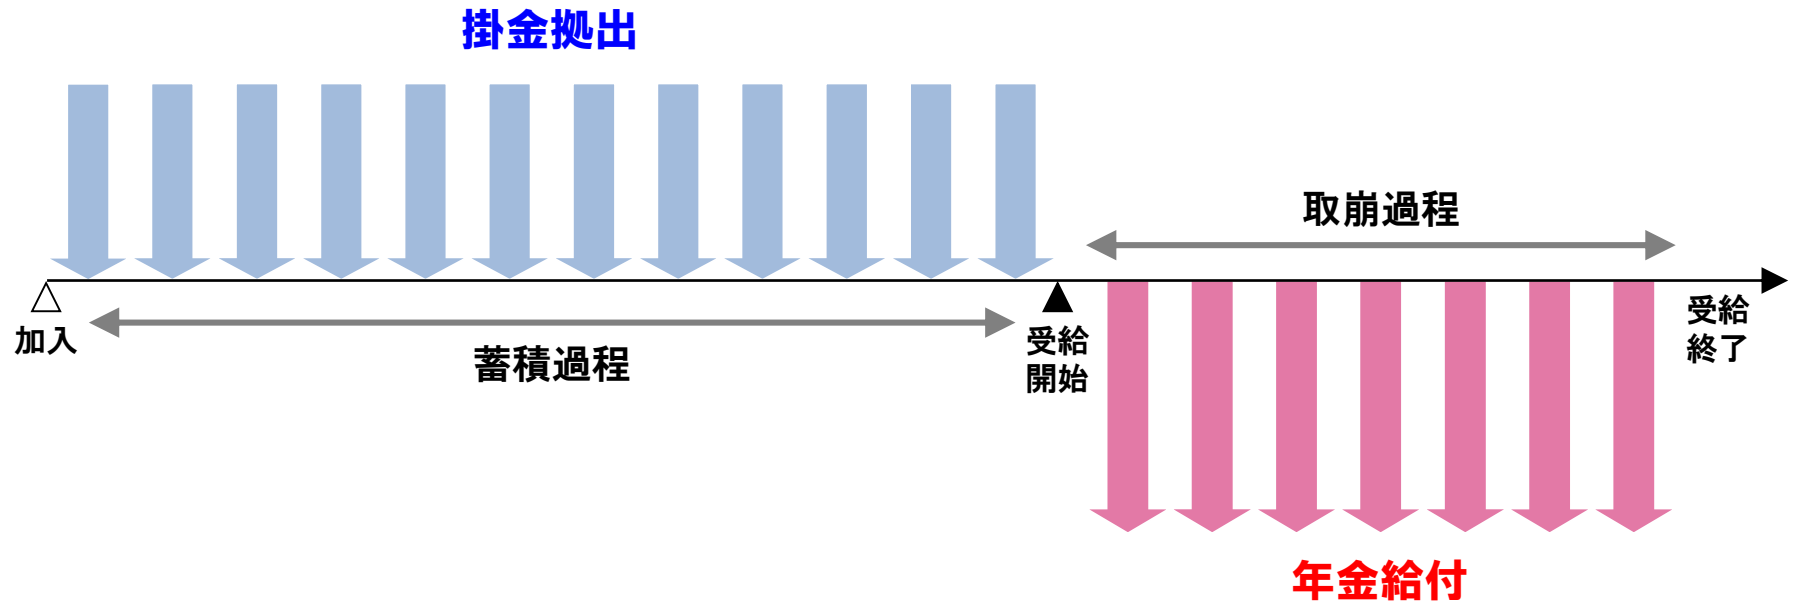 掛金拠出
取崩過程
加入
蓄積過程
受給
開始
受給
終了
年金給付